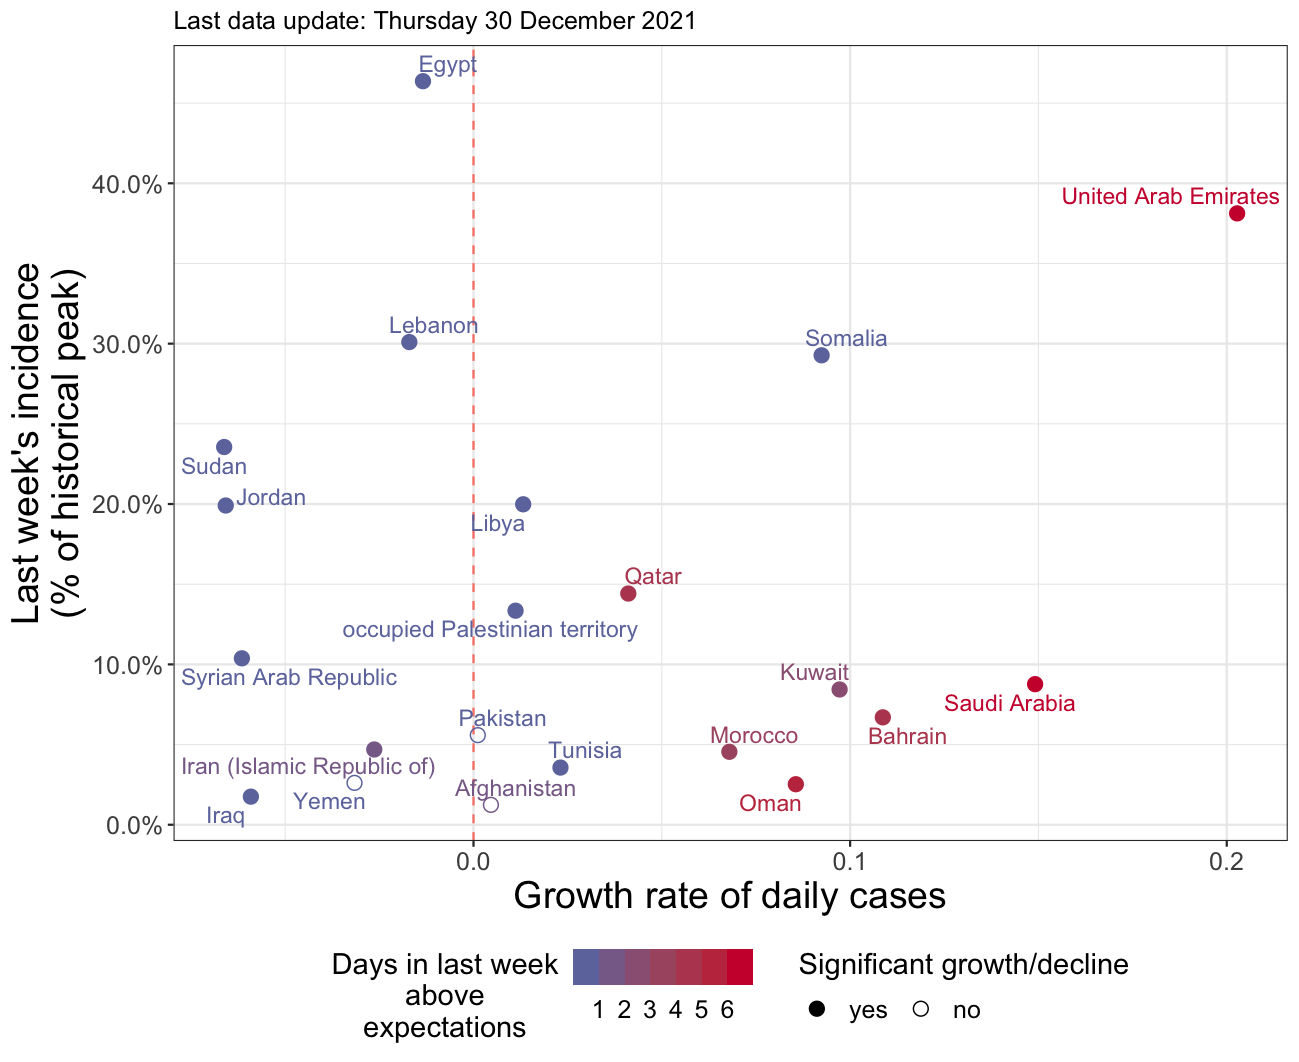 Last data update: Thursday 30 December 2021
Egypt
40.0%
United Arab Emirates
Lebanon
Somalia
30.0%
Last week's incidence
(% of historical peak)
Sudan
Jordan
20.0%
Libya
Qatar
occupied Palestinian territory
10.0%
Syrian Arab Republic
Kuwait
Saudi Arabia
Pakistan
Morocco
Bahrain
Tunisia
Iran (Islamic Republic of)
Afghanistan
Yemen
Oman
Iraq
0.0%
0.0 0.1 0.2
Growth rate of daily cases
Days in last week
above
expectations
1 2 3 4 5 6
Significant growth/decline
yes no